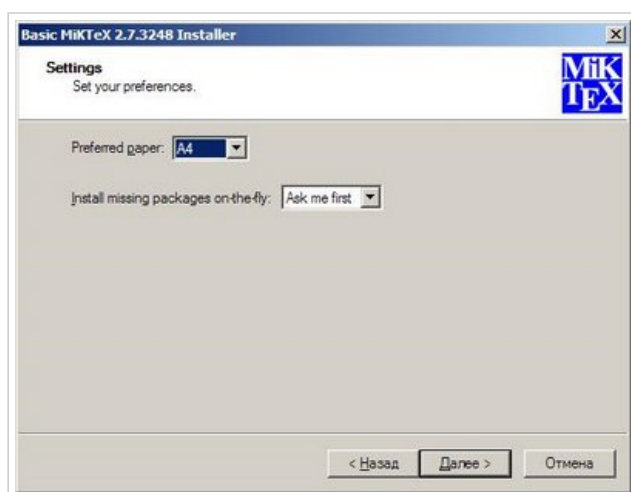 Basic MiKTeX 2.7.3248 Installer
Settings
Set your preferences.
MiK
TEX
Preferred paper: A4
Install missing packages on-the-fly: Ask me first
< Назад Далее > Отмена